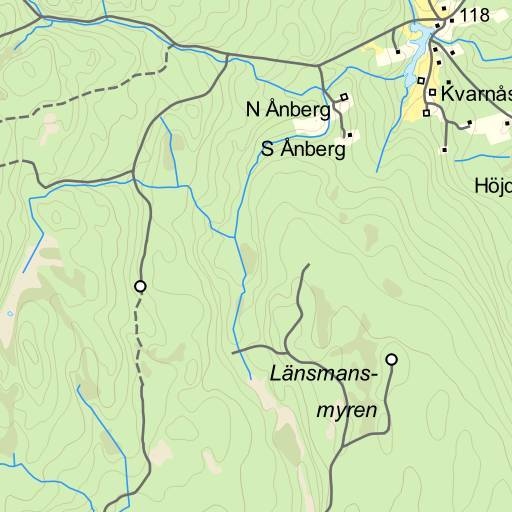 118
Kvarnås
N Ånberg
S Ånberg
Höjd
Länsmans-
myren